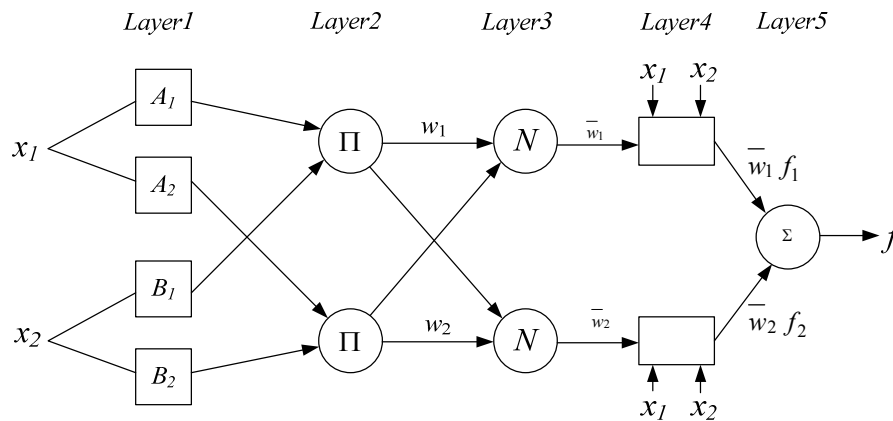 Layer1 Layer2 Layer3 Layer4 Layer5
x1 x2
A1
w1 w̅1
Π N
x1
w̅1 f1
A2
Σ f
B1
x2
w2 w̅2
w̅2 f2
Π N
B2
x1 x2